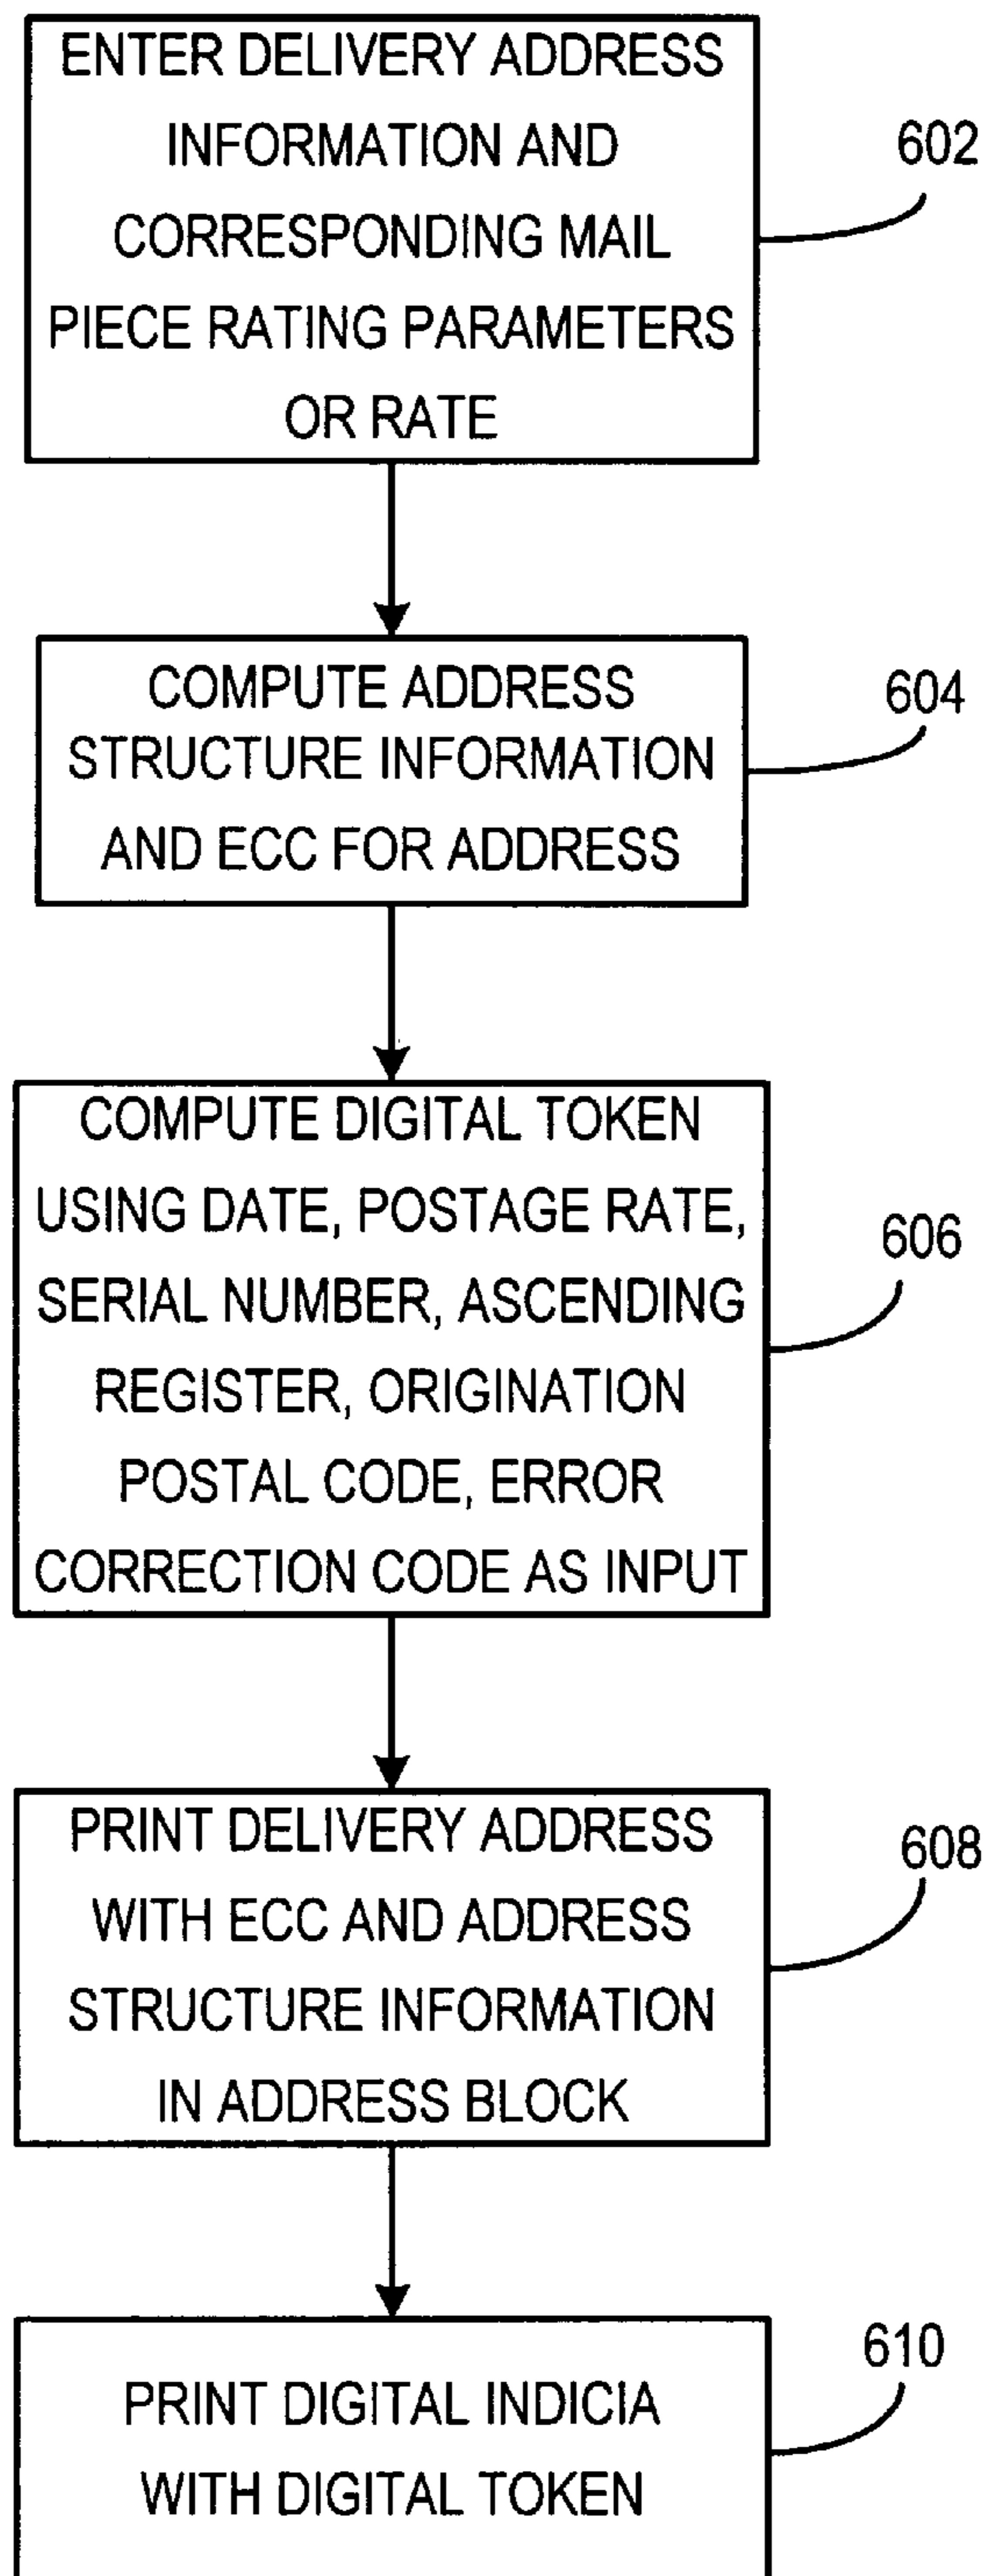 ENTER DELIVERY ADDRESS
INFORMATION AND
602
CORRESPONDING MAIL
PIECE RATING PARAMETERS
OR RATE
COMPUTE ADDRESS
604
STRUCTURE INFORMATION
AND ECC FOR ADDRESS
COMPUTE DIGITAL TOKEN
USING DATE, POSTAGE RATE,
606
SERIAL NUMBER, ASCENDING
REGISTER, ORIGINATION
POSTAL CODE, ERROR
CORRECTION CODE AS INPUT
PRINT DELIVERY ADDRESS
608
WITH ECC AND ADDRESS
STRUCTURE INFORMATION
IN ADDRESS BLOCK
610
PRINT DIGITAL INDICIA
WITH DIGITAL TOKEN